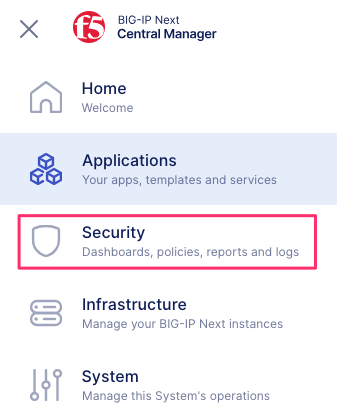 f5
BIG-IP Next
Central Manager
Home
Welcome
Applications
Your apps, templates and services
Security
Dashboards, policies, reports and logs
Infrastructure
Manage your BIG-IP Next instances
System
Manage this System's operations